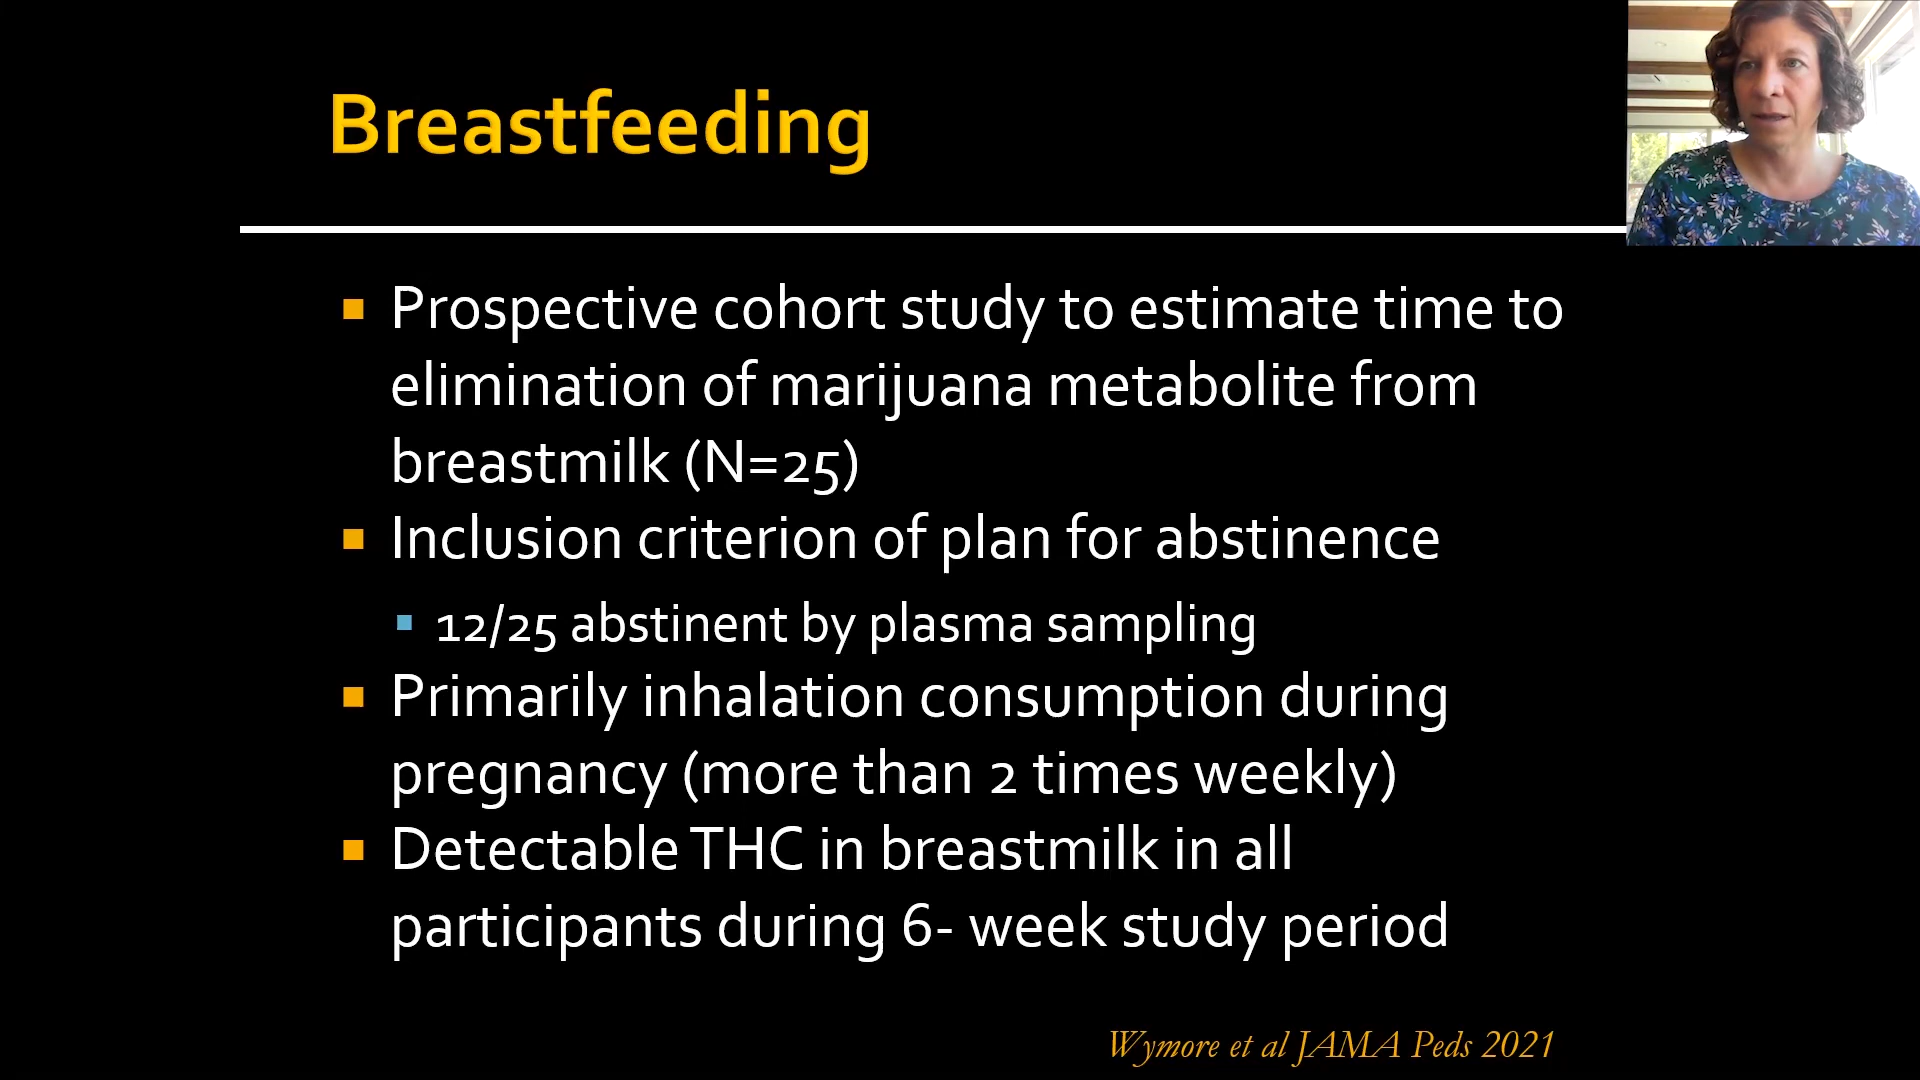 Breastfeeding
Prospective cohort study to estimate time to
elimination of marijuana metabolite from
breastmilk (N=25)
Inclusion criterion of plan for abstinence
12/25 abstinent by plasma sampling
Primarily inhalation consumption during
pregnancy (more than 2 times weekly)
Detectable THC in breastmilk in all
participants during 6- week study period
Wymore et al JAMA Peds 2021